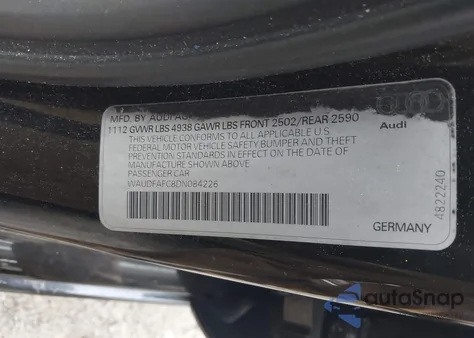 MFD. BY AUDI AG
1112 GVWR LBS 4938 GAWR LBS FRONT 2502/REAR 2590
THIS VEHICLE CONFORMS TO ALL APPLICABLE U.S.
FEDERAL MOTOR VEHICLE SAFETY, BUMPER, AND THEFT
PREVENTION STANDARDS IN EFFECT ON THE DATE OF
MANUFACTURE SHOWN ABOVE
PASSENGER CAR
WAUDFAFC8DN084226
Audi
4822240
GERMANY
autoSnap